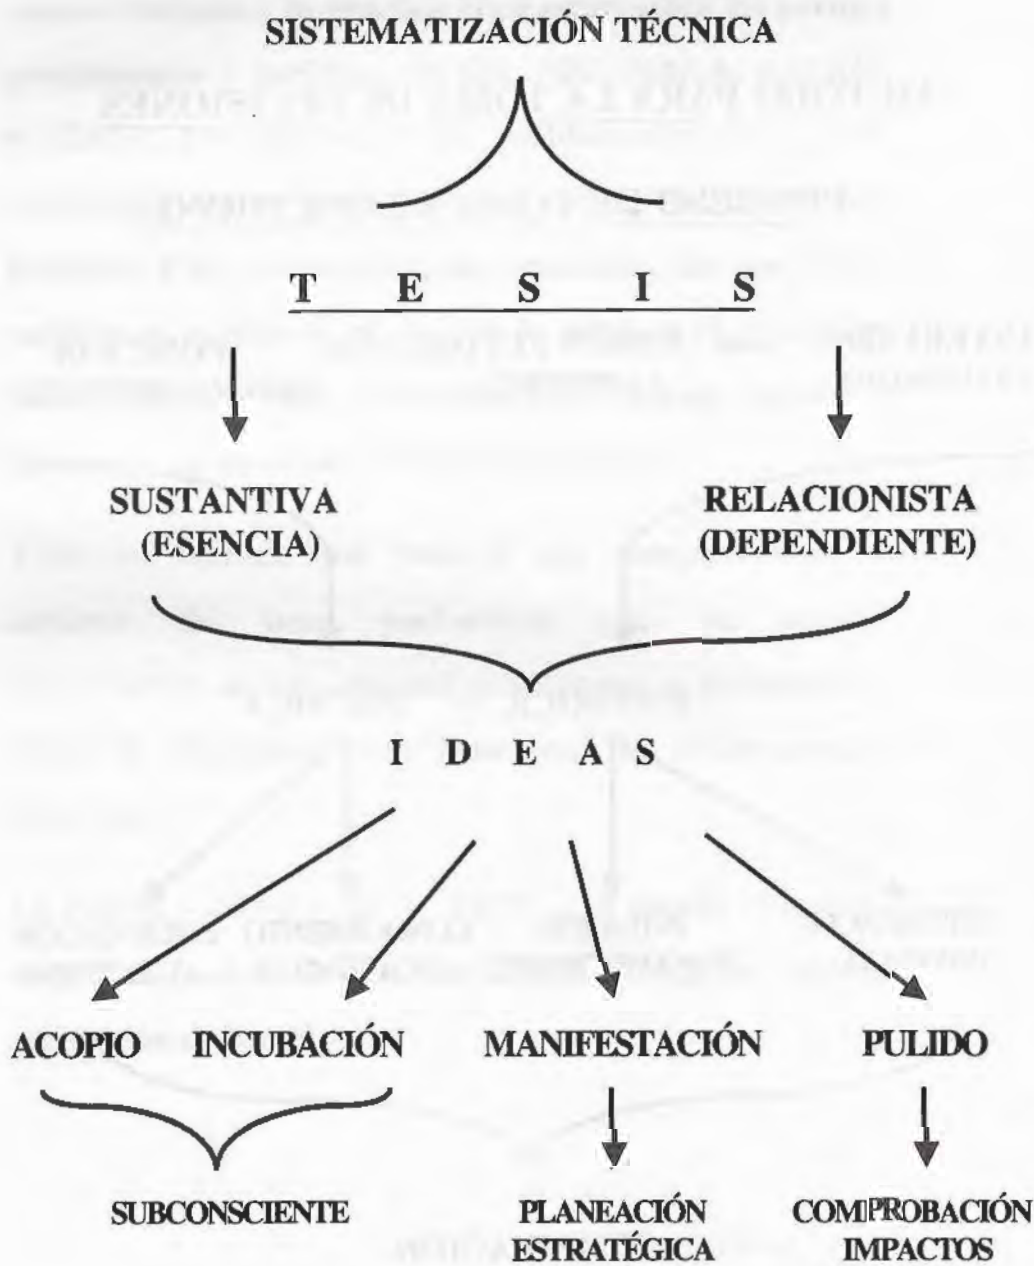 SISTEMATIZACIÓN TÉCNICA
T E S I S
SUSTANTIVA
(ESENCIA)
RELACIONISTA
(DEPENDIENTE)
I D E A S
ACOPIO INCUBACIÓN MANIFESTACIÓN PULIDO
SUBCONSCIENTE
PLANEACIÓN
ESTRATÉGICA
COMPROBACIÓN
IMPACTOS